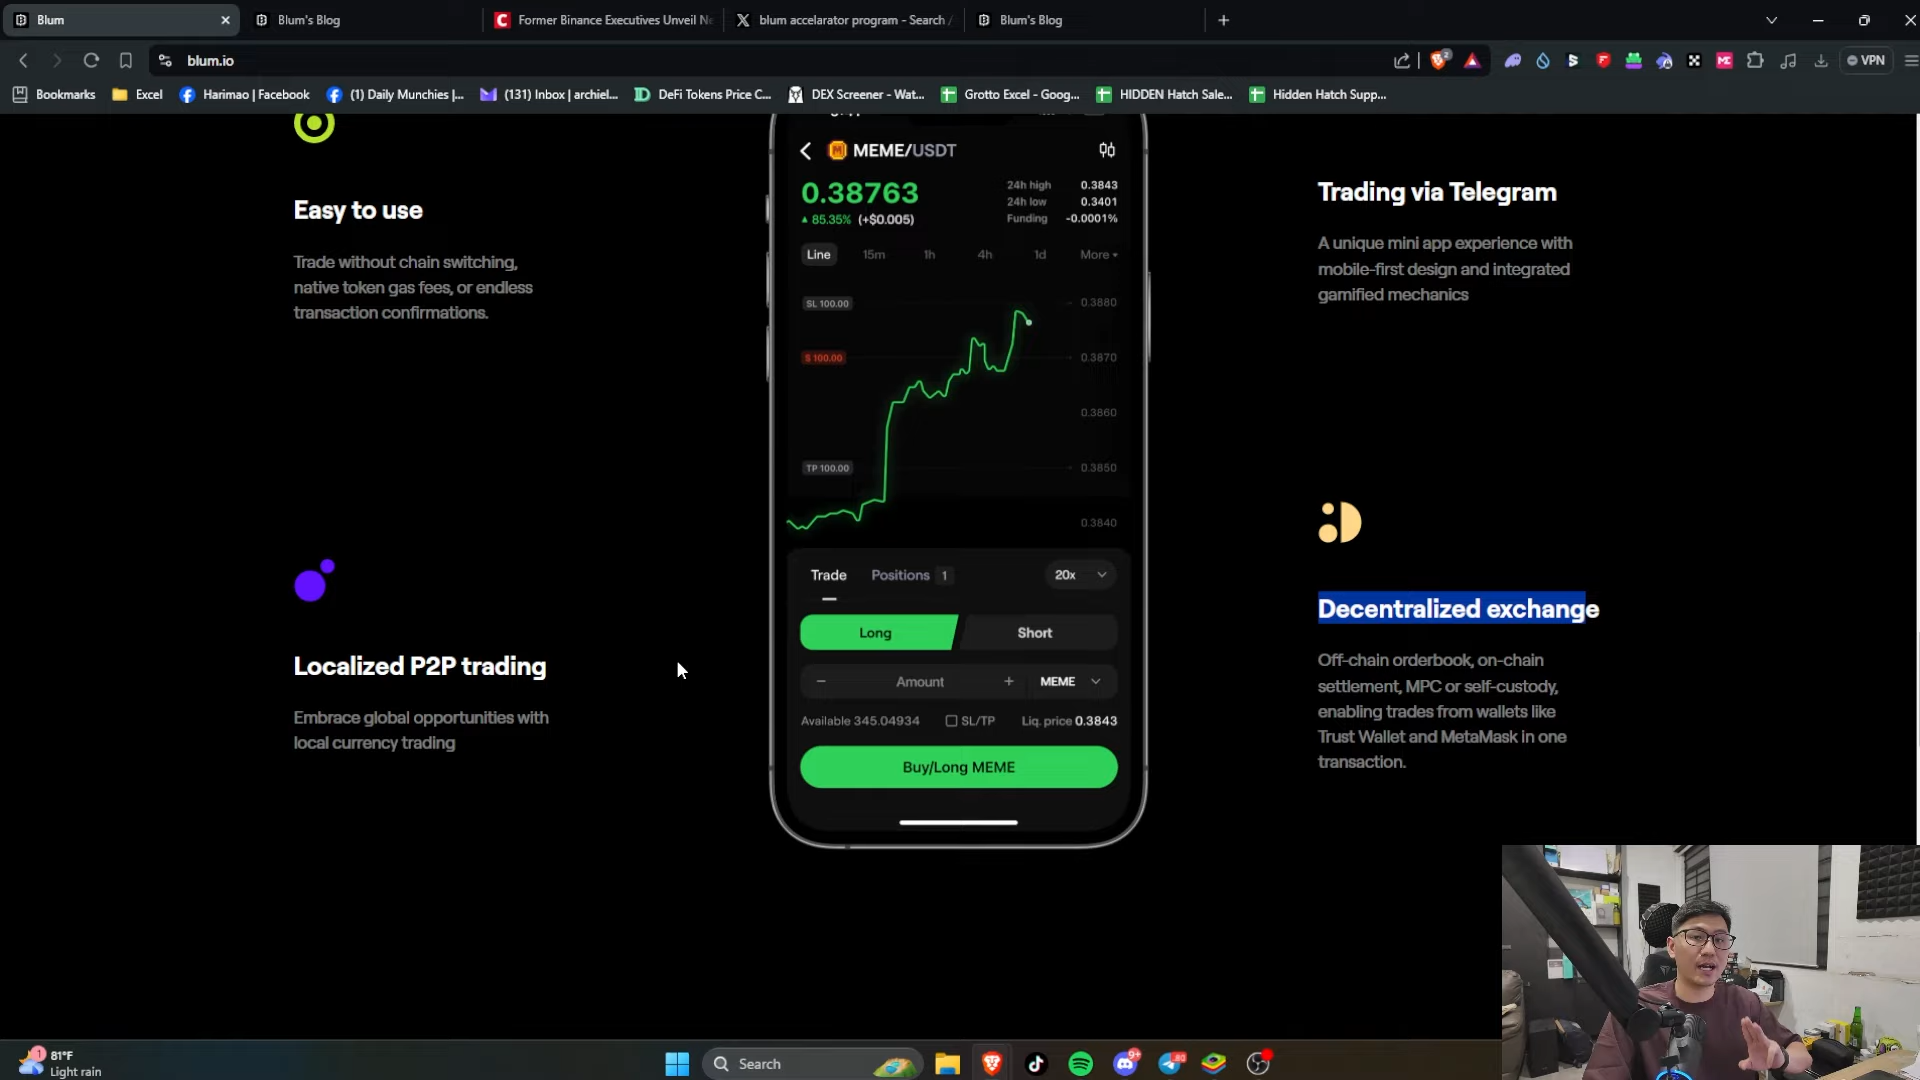 Blum
Blum's Blog
Former Binance Executives Unveil Ne
blum accelarator program - Search /
Blum's Blog
blum.io
2
VPN
Bookmarks
Excel
Harimao | Facebook
(1) Daily Munchies |...
(131) Inbox | archiel...
DeFi Tokens Price C...
DEX Screener - Wat...
Grotto Excel - Goog...
HIDDEN Hatch Sale...
Hidden Hatch Supp...
MEME/USDT
0.38763
85.35% (+$0.005)
24h high 0.3843
24h low 0.3401
Funding -0.0001%
Line 15m 1h 4h 1d More
SL 100.00
S 100.00
TP 100.00
0.3880
0.3870
0.3860
0.3850
0.3840
Trade Positions 1 20x
Long Short
− Amount + MEME
Available 345.04934 SL/TP Liq. price 0.3843
Buy/Long MEME
Easy to use
Trade without chain switching,
native token gas fees, or endless
transaction confirmations.
Localized P2P trading
Embrace global opportunities with
local currency trading
Trading via Telegram
A unique mini app experience with
mobile-first design and integrated
gamified mechanics
Decentralized exchange
Off-chain orderbook, on-chain
settlement, MPC or self-custody,
enabling trades from wallets like
Trust Wallet and MetaMask in one
transaction.
1
81°F
Light rain
Search
9+
80